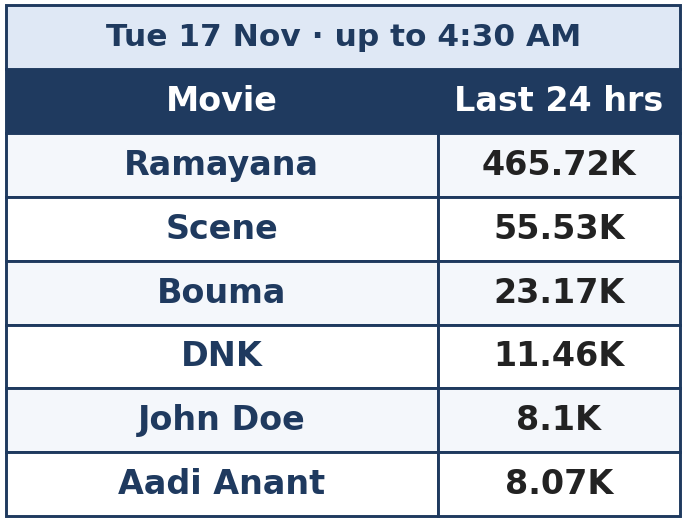 Tue 17 Nov · up to 4:30 AM
Movie Last 24 hrs
Ramayana 465.72K
Scene 55.53K
Bouma 23.17K
DNK 11.46K
John Doe 8.1K
Aadi Anant 8.07K